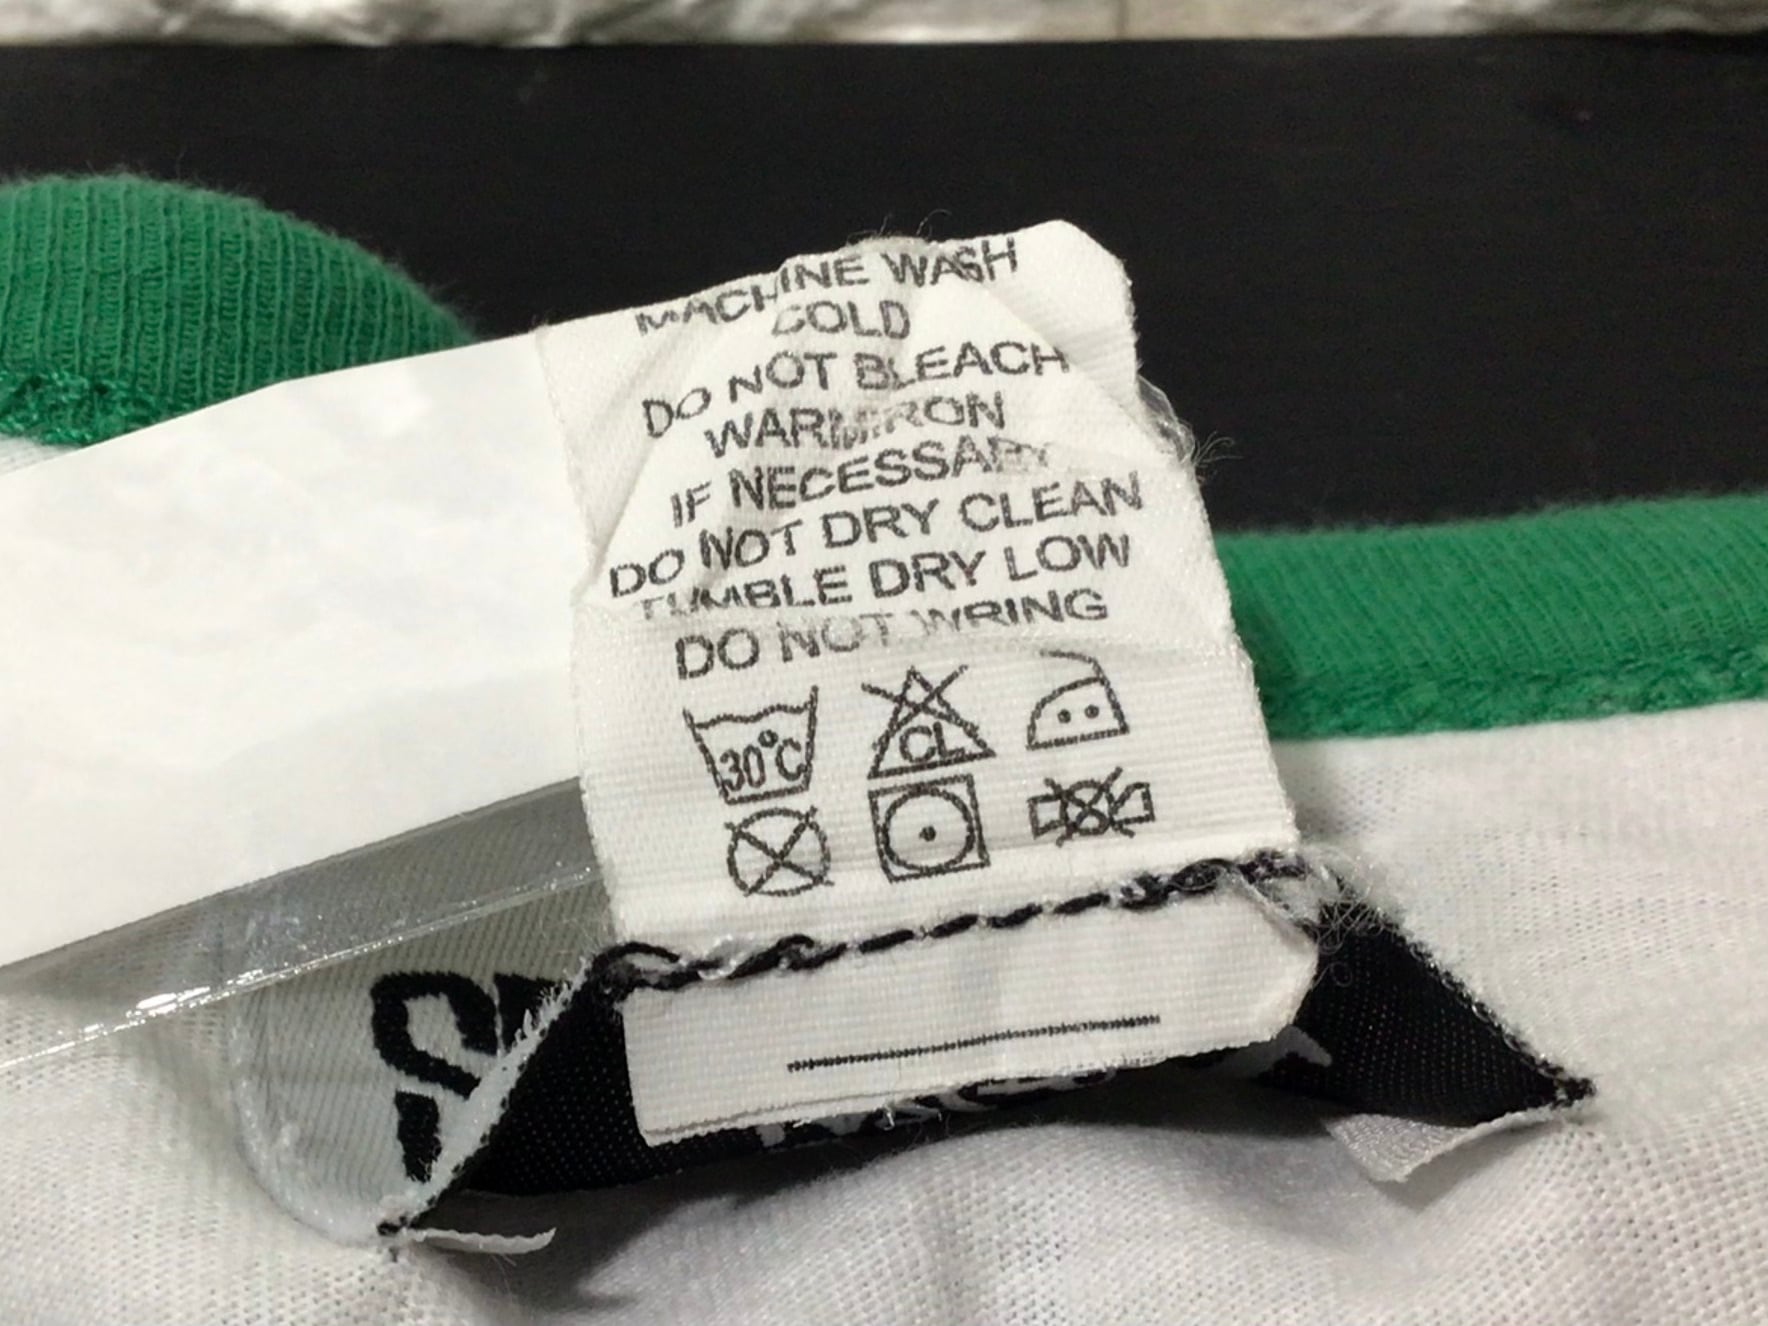 MACHINE WASH
COLD
DO NOT BLEACH
WARM IRON
IF NECESSARY
DO NOT DRY CLEAN
TUMBLE DRY LOW
DO NOT WRING
30°C
CL